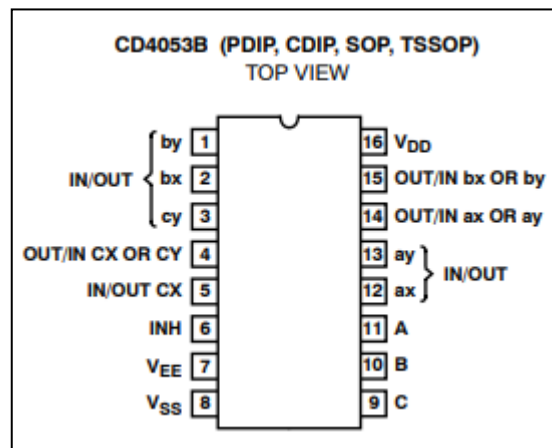 CD4053B (PDIP, CDIP, SOP, TSSOP)
TOP VIEW
by 1
bx 2
IN/OUT
cy 3
OUT/IN CX OR CY 4
IN/OUT CX 5
INH 6
VEE 7
VSS 8
16 VDD
15 OUT/IN bx OR by
14 OUT/IN ax OR ay
13 ay
IN/OUT
12 ax
11 A
10 B
9 C